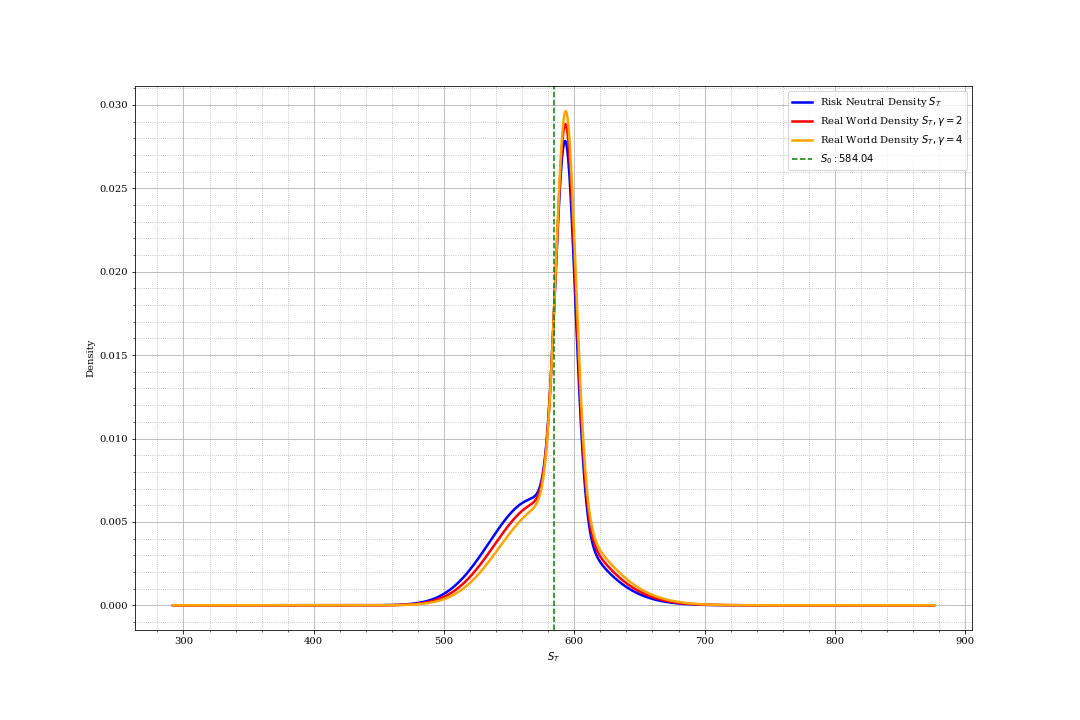 Risk Neutral Density S_T
Real World Density S_T, γ = 2
Real World Density S_T, γ = 4
S_0 : 584.04
0.030
0.025
0.020
0.015
0.010
0.005
0.000
Density
300 400 500 600 700 800 900
S_T